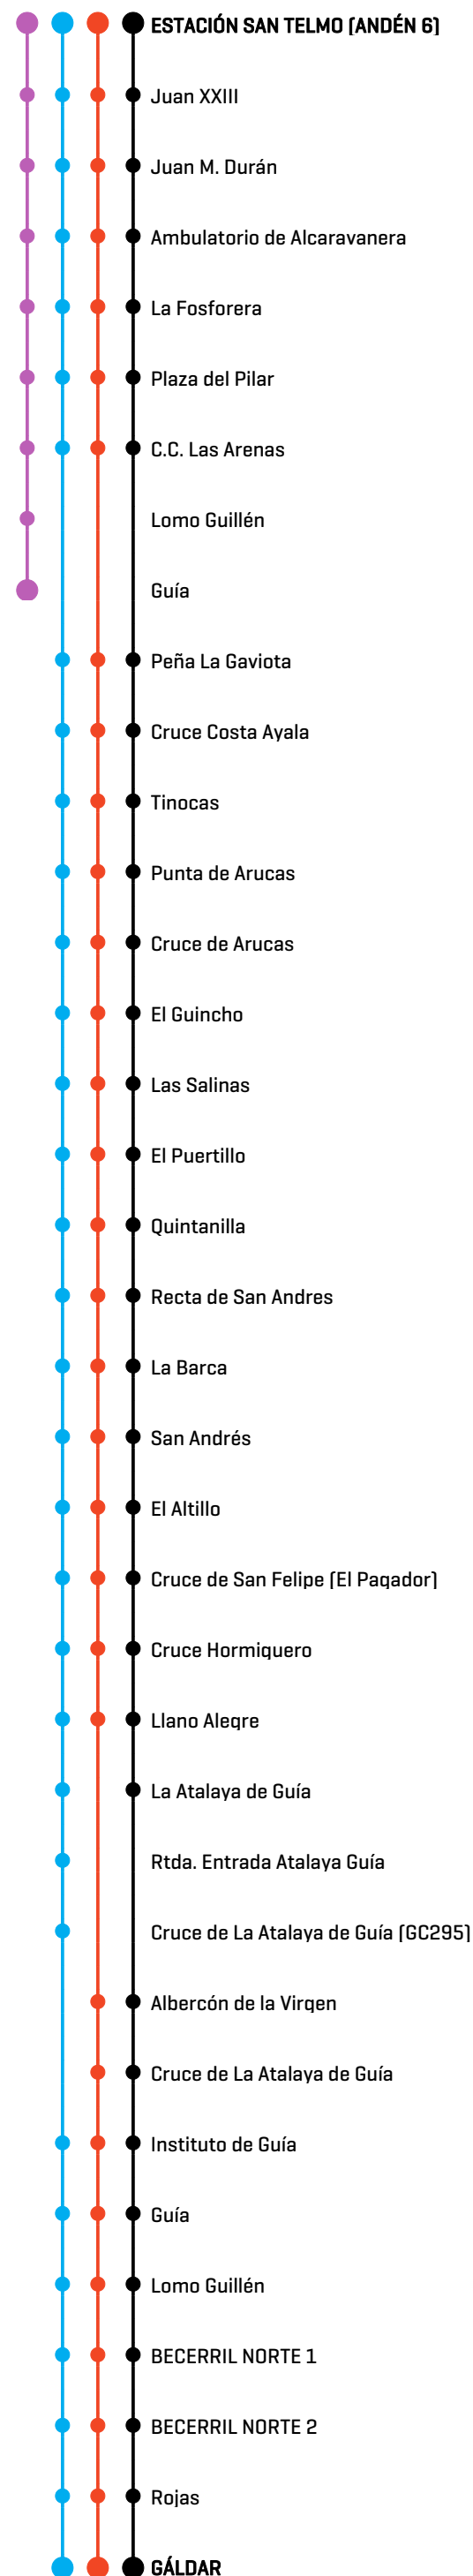 ESTACIÓN SAN TELMO (ANDÉN 6)
Juan XXIII
Juan M. Durán
Ambulatorio de Alcaravanera
La Fosforera
Plaza del Pilar
C.C. Las Arenas
Lomo Guillén
Guía
Peña La Gaviota
Cruce Costa Ayala
Tinocas
Punta de Arucas
Cruce de Arucas
El Guincho
Las Salinas
El Puertillo
Quintanilla
Recta de San Andres
La Barca
San Andrés
El Altillo
Cruce de San Felipe (El Pagador)
Cruce Hormiguero
Llano Alegre
La Atalaya de Guía
Rtda. Entrada Atalaya Guía
Cruce de La Atalaya de Guía (GC295)
Albercón de la Virgen
Cruce de La Atalaya de Guía
Instituto de Guía
Guía
Lomo Guillén
BECERRIL NORTE 1
BECERRIL NORTE 2
Rojas
GÁLDAR